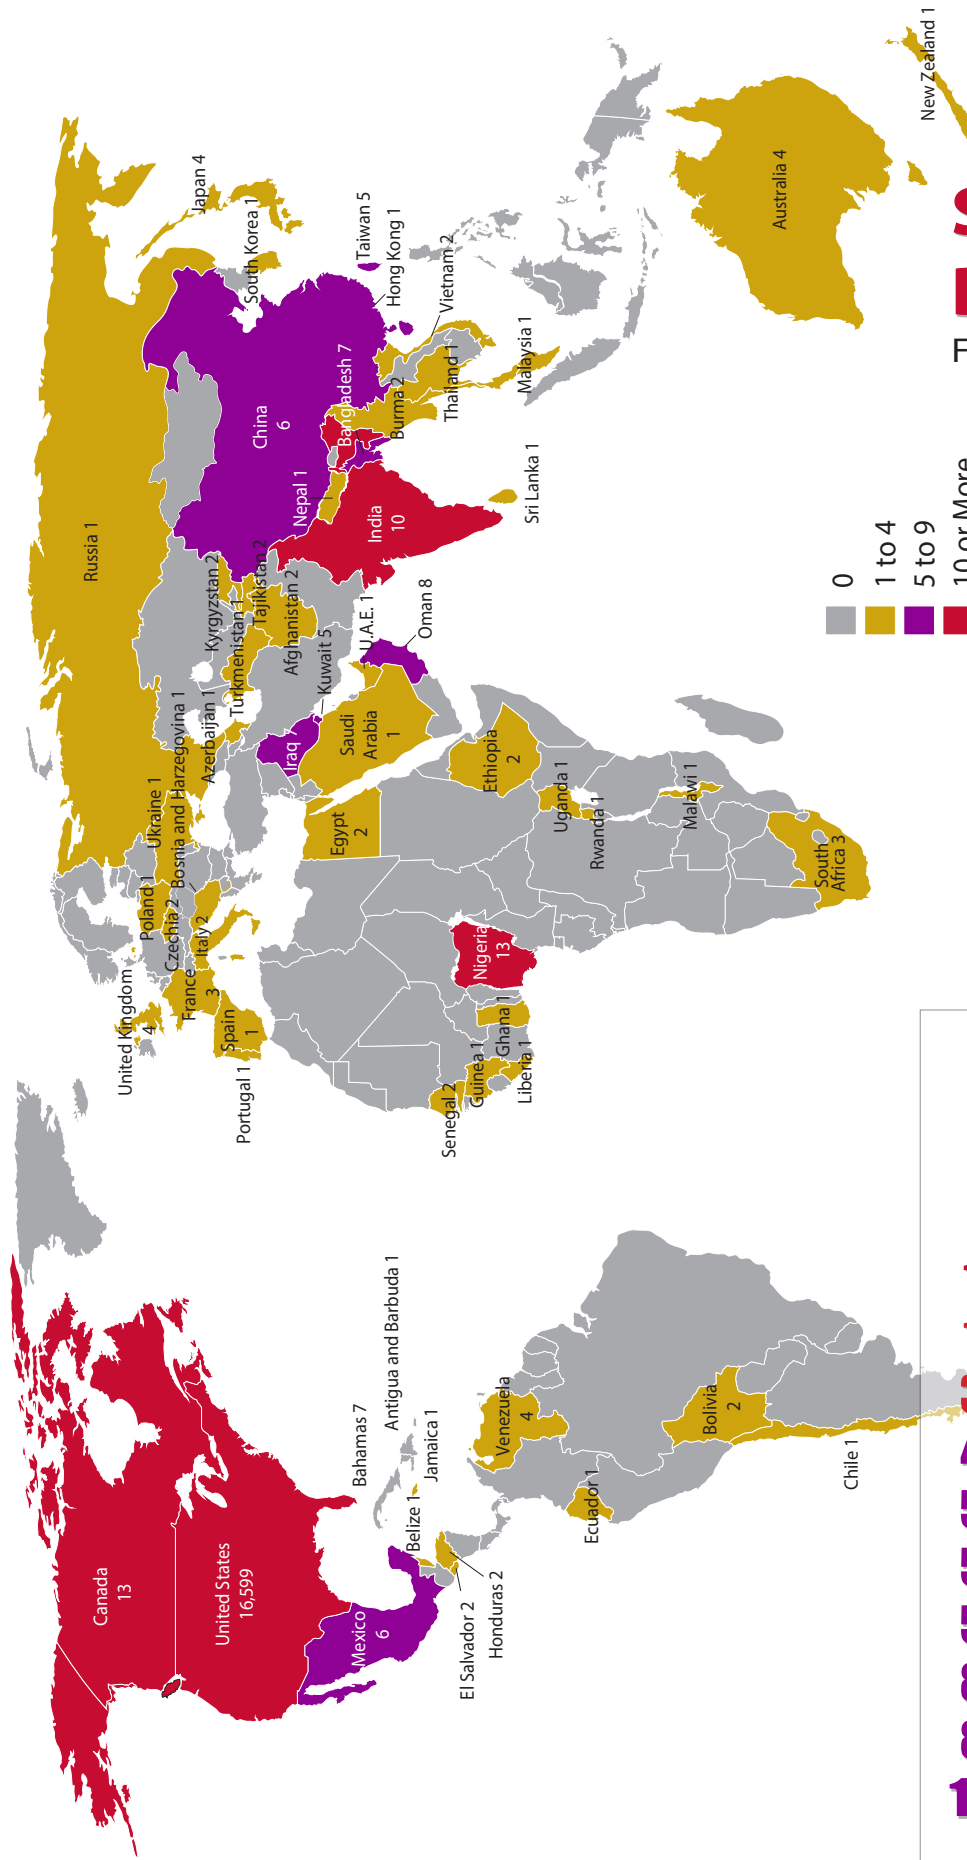 Canada
13
United States
16,599
Mexico
6
Bahamas 7
Antigua and Barbuda 1
Jamaica 1
Belize 1
El Salvador 2
Honduras 2
Venezuela
4
Ecuador 1
Bolivia
2
Chile 1
United Kingdom
4
Portugal 1
Spain
1
France
3
Italy 2
Czechia 2
Poland 1
Bosnia and Harzegovina 1
Ukraine 1
Azerbaijan 1
Turkmenistan 1
Kyrgyzstan 2
Tajikistan 2
Afghanistan 2
Kuwait 5
U.A.E. 1
Oman 8
Iraq 7
Saudi
Arabia
1
Egypt
2
Ethiopia
2
Uganda 1
Rwanda 1
Malawi 1
South
Africa 3
Nigeria
13
Ghana 1
Guinea 1
Liberia 1
Senegal 2
Russia 1
China
6
Nepal 1
India
10
Bangladesh 7
Sri Lanka 1
Burma 2
Thailand 1
Malaysia 1
Vietnam 2
Hong Kong 1
Taiwan 5
South Korea 1
Japan 4
Australia 4
New Zealand 1
0
1 to 4
5 to 9
10 or More